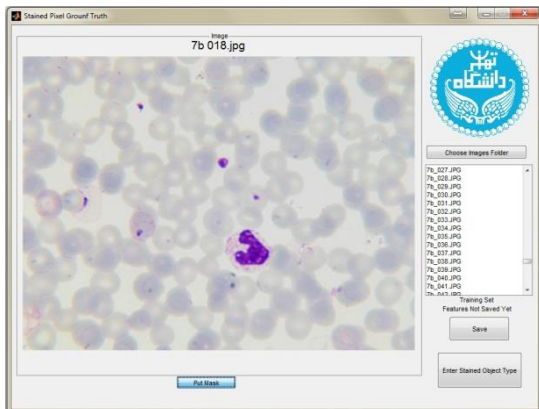 Stained Pixel Grounf Truth
Image
7b 018.jpg
دانشگاه
تهران
Choose Images Folder
7b_027.JPG
7b_028.JPG
7b_029.JPG
7b_030.JPG
7b_031.JPG
7b_032.JPG
7b_033.JPG
7b_034.JPG
7b_035.JPG
7b_036.JPG
7b_037.JPG
7b_038.JPG
7b_039.JPG
7b_040.JPG
7b_041.JPG
7b_042.JPG
Training Set
Features Not Saved Yet
Save
Enter Stained Object Type
Put Mask